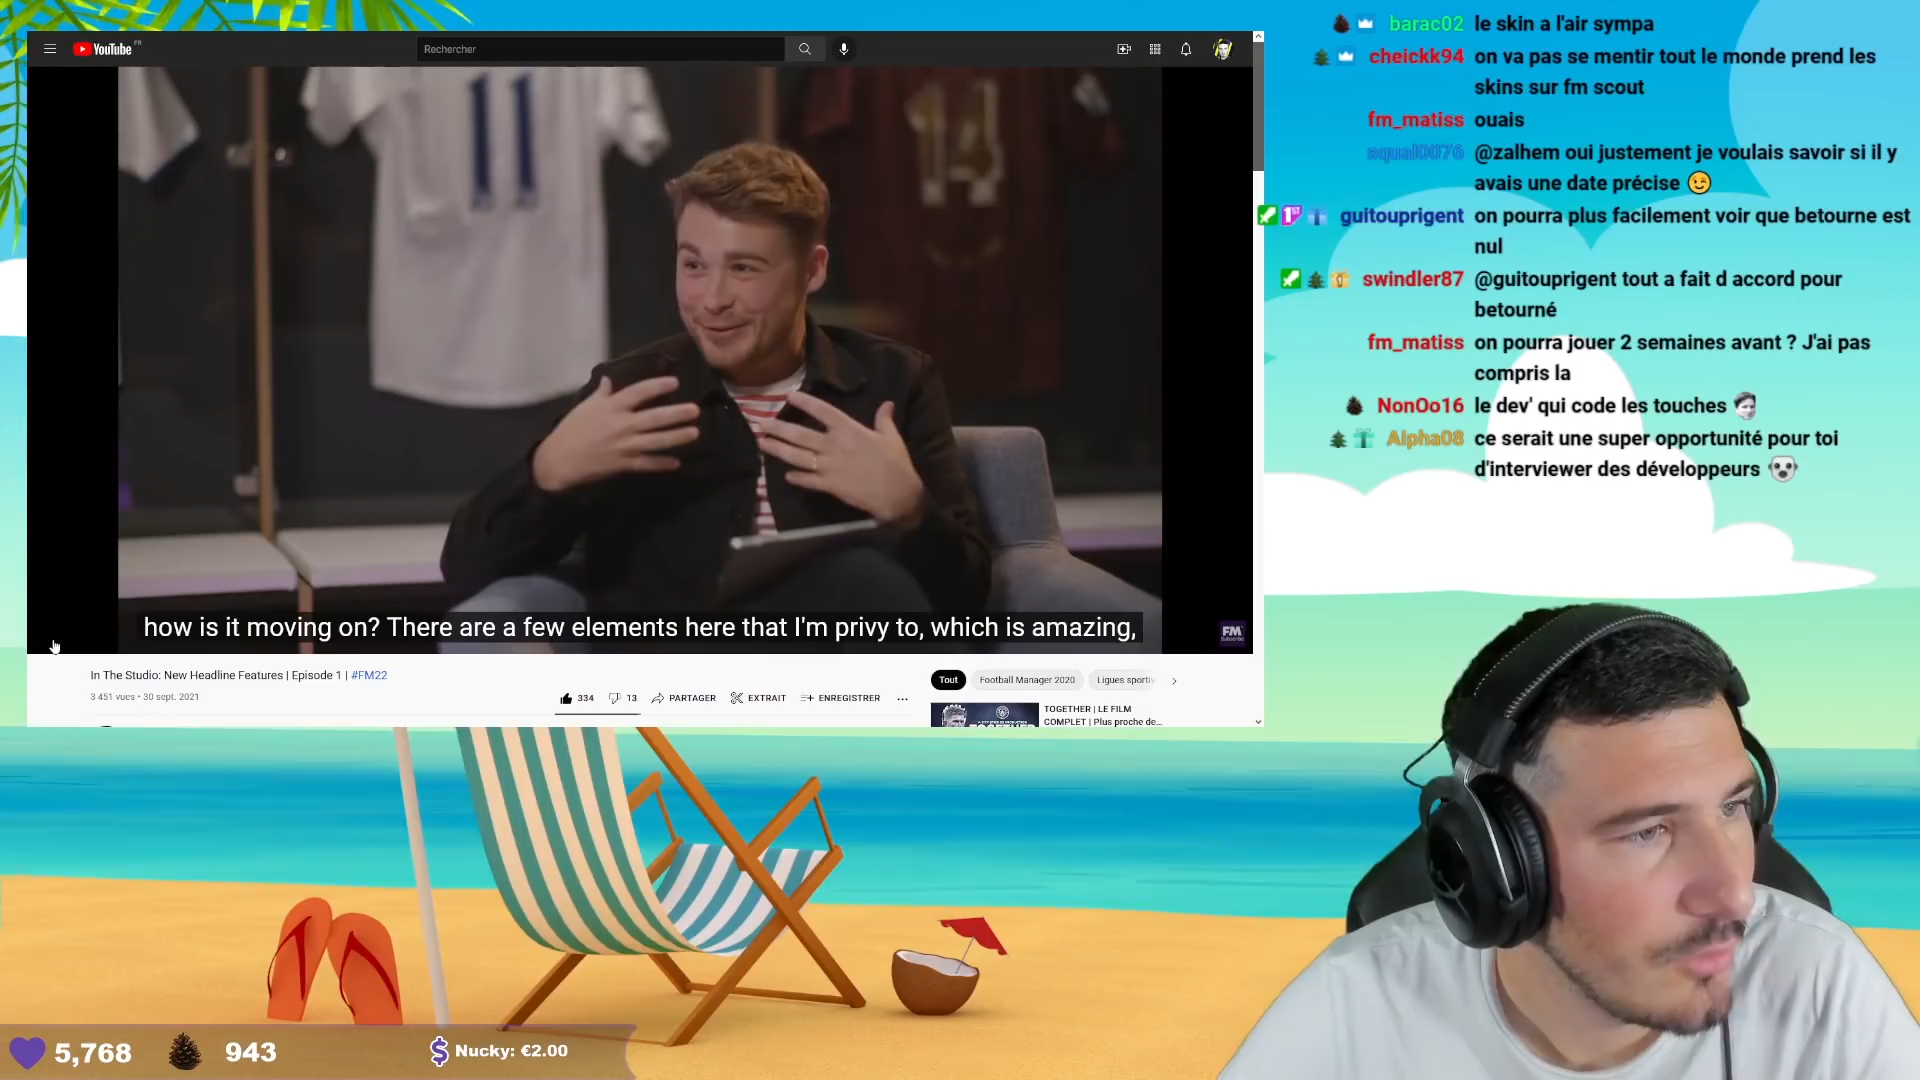 YouTube FR
Rechercher
11
14
how is it moving on? There are a few elements here that I'm privy to, which is amazing,
FM
In The Studio: New Headline Features | Episode 1 | #FM22
3 451 vues • 30 sept. 2021
334
13
PARTAGER
EXTRAIT
ENREGISTRER
Tout
Football Manager 2020
Ligues sportiv
TOGETHER | LE FILM
COMPLET | Plus proche de...
TOGETHER
barac02 le skin a l'air sympa
cheickk94 on va pas se mentir tout le monde prend les
skins sur fm scout
fm_matiss ouais
squal0076 @zalhem oui justement je voulais savoir si il y
avais une date précise
1ST guitouprigent on pourra plus facilement voir que betourne est
nul
swindler87 @guitouprigent tout a fait d accord pour
betourné
fm_matiss on pourra jouer 2 semaines avant ? J'ai pas
compris la
NonOo16 le dev' qui code les touches
Alpha08 ce serait une super opportunité pour toi
d'interviewer des développeurs
5,768
943
$ Nucky: €2.00